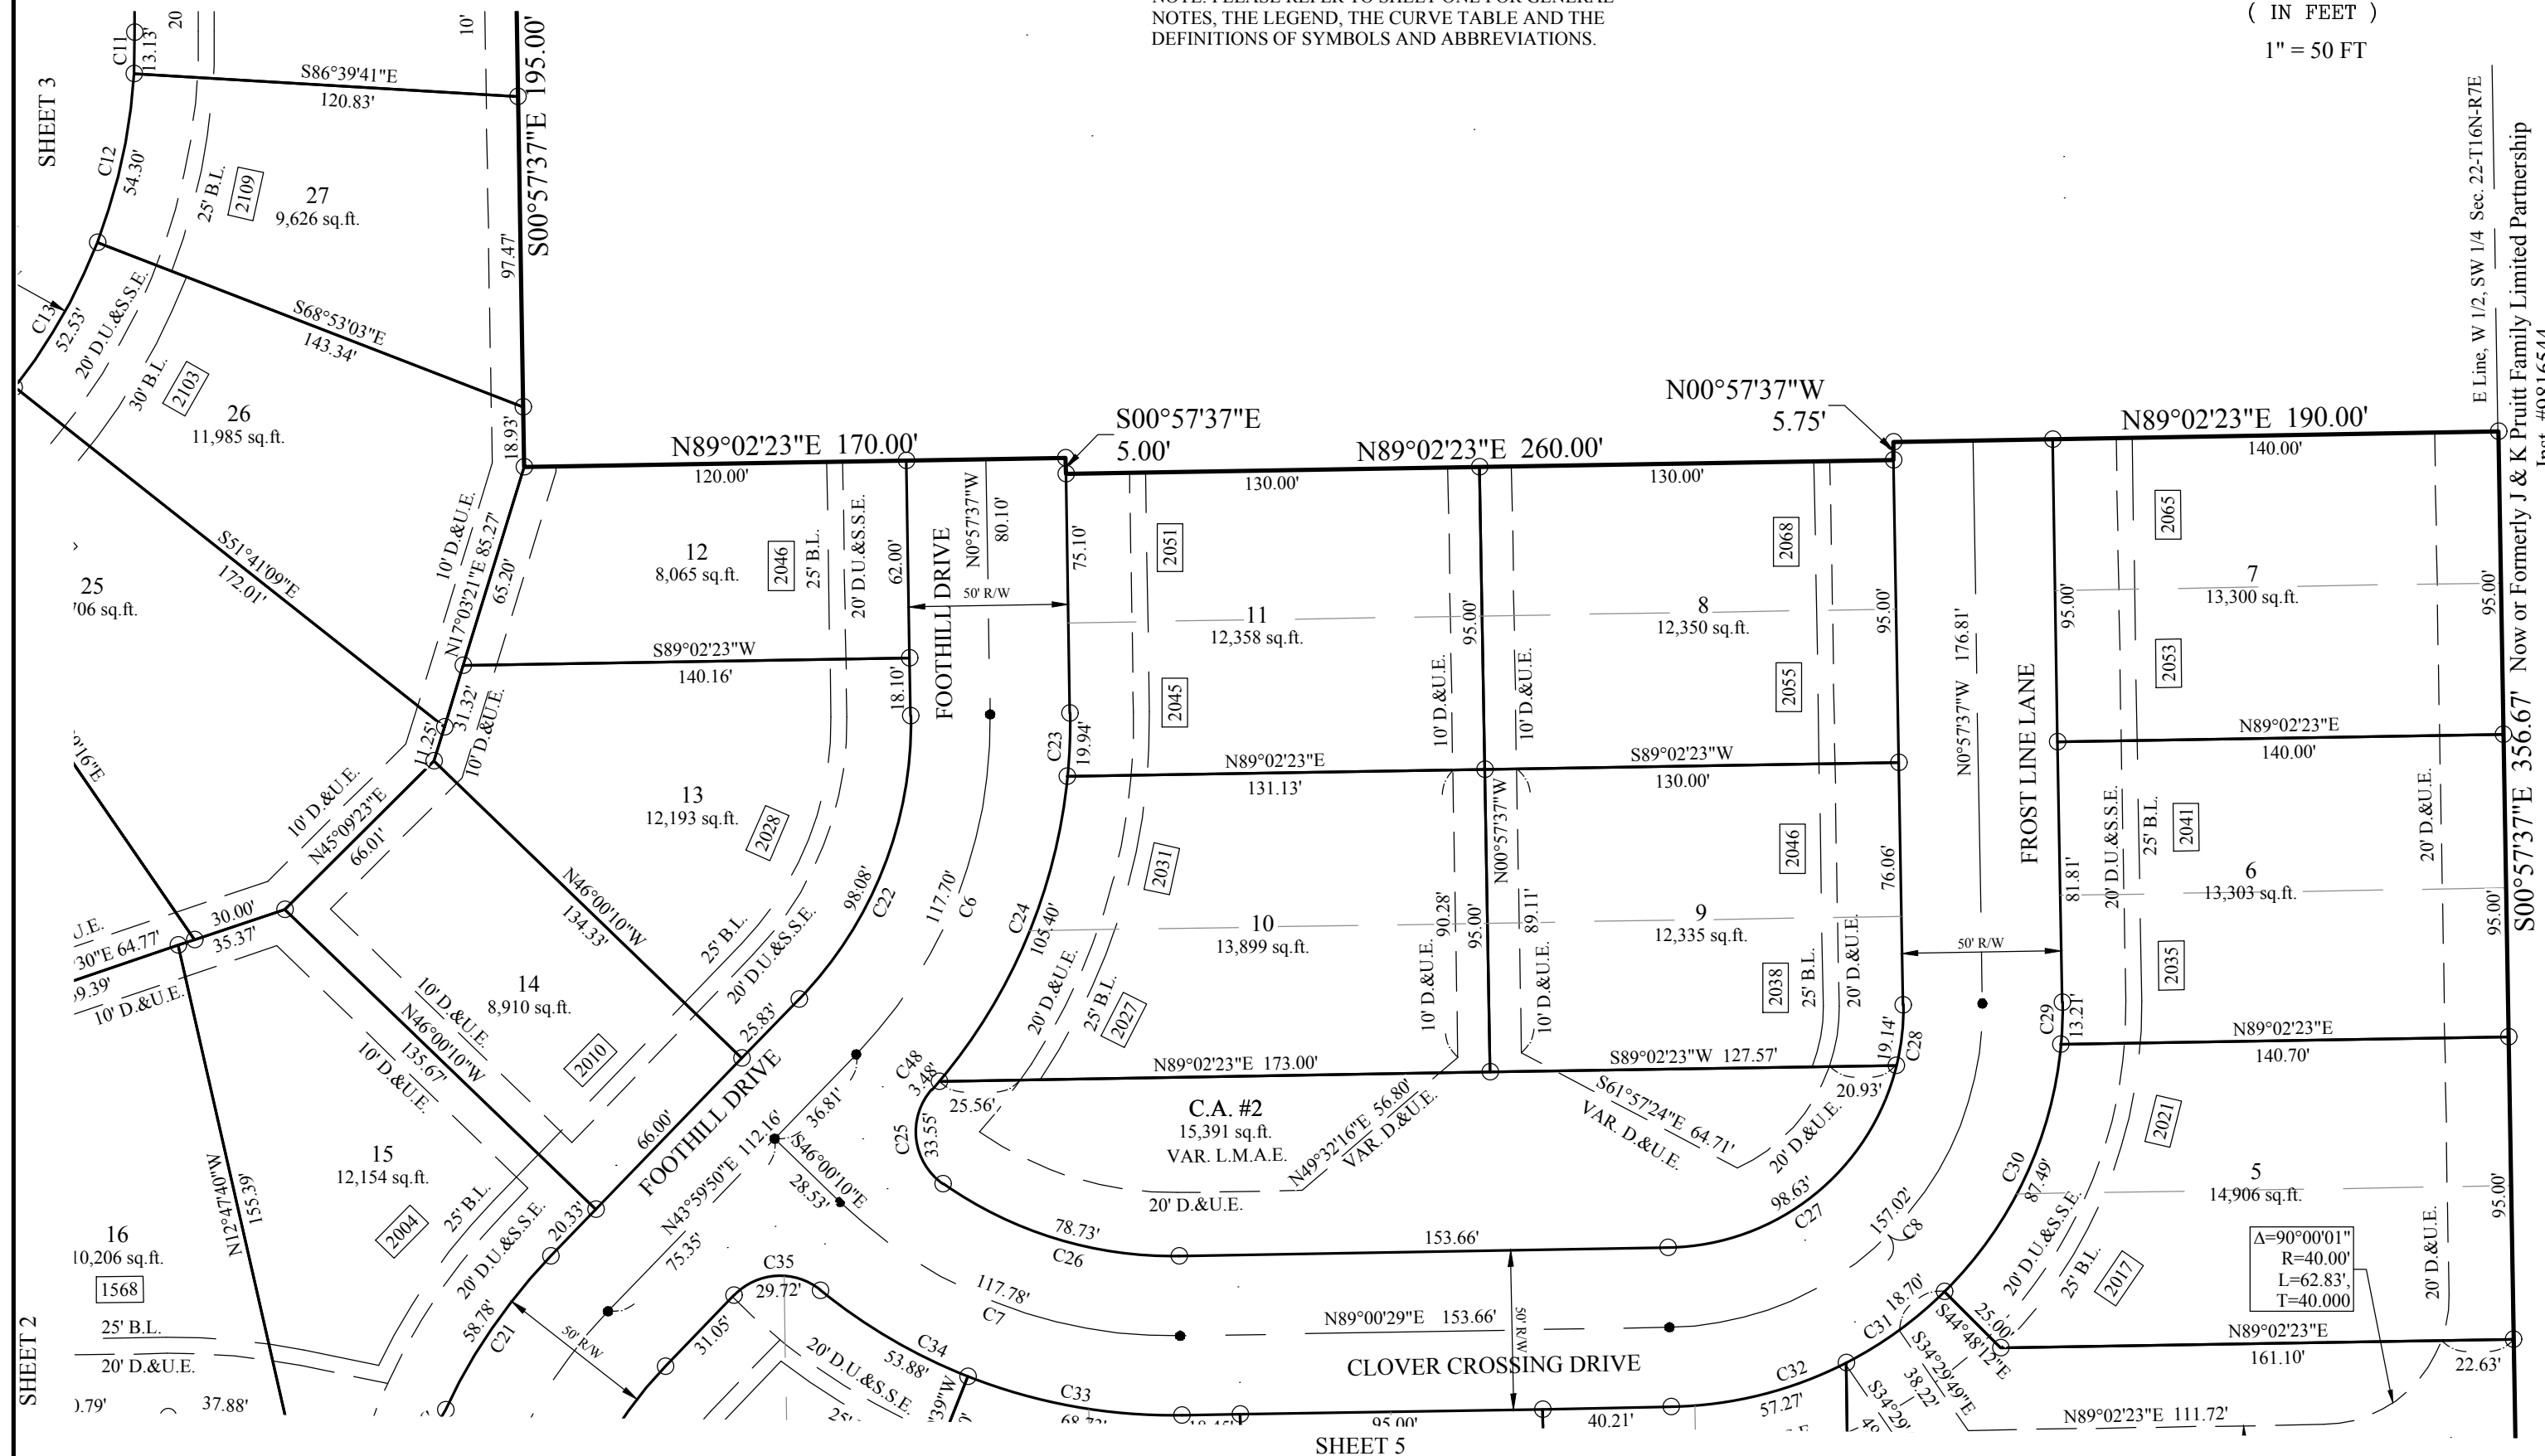 NOTES, THE LEGEND, THE CURVE TABLE AND THE
DEFINITIONS OF SYMBOLS AND ABBREVIATIONS.
( IN FEET )
1" = 50 FT
SHEET 3
C11
13.13'
20
10'
S00°57'37"E 195.00'
S86°39'41"E
120.83'
C12
54.30'
25' B.L.
2109
27
9,626 sq.ft.
97.47'
C13
52.53'
20' D.U.&S.S.E.
30' B.L.
2103
S68°53'03"E
143.34'
26
11,985 sq.ft.
18.93'
S51°41'09"E
172.01'
25
706 sq.ft.
10' D.&U.E.
N17°03'21"E 85.27'
65.20'
31.32'
11.25'
10' D.&U.E.
10' D.&U.E.
N45°09'23"E
66.01'
30.00'
35.37'
30"E 64.77'
10' D.&U.E.
N89°02'23"E 170.00'
120.00'
12
8,065 sq.ft.
2046
25' B.L.
20' D.U.&S.S.E.
62.00'
FOOTHILL DRIVE
N0°57'37"W
80.10'
50' R/W
S89°02'23"W
140.16'
18.10'
13
12,193 sq.ft.
2028
98.08'
C22
117.70'
C6
25' B.L.
20' D.U.&S.S.E.
N46°00'10"W
134.33'
25.83'
14
8,910 sq.ft.
2010
10' D.&U.E.
N46°00'10"W
135.67'
10' D.&U.E.
66.00'
FOOTHILL DRIVE
15
12,154 sq.ft.
2004
25' B.L.
20' D.U.&S.S.E.
20.33'
58.78'
C21
50' R/W
N12°47'40"W
155.39'
16
10,206 sq.ft.
1568
25' B.L.
20' D.&U.E.
37.88'
SHEET 2
S00°57'37"E
5.00'
N89°02'23"E 260.00'
130.00'
130.00'
N00°57'37"W
5.75'
75.10'
2051
2045
11
12,358 sq.ft.
C23
19.94'
N89°02'23"E
131.13'
10' D.&U.E.
95.00'
10' D.&U.E.
8
12,350 sq.ft.
2068
2055
95.00'
S89°02'23"W
130.00'
2031
C24
105.40'
10
13,899 sq.ft.
20' D.&U.E.
25' B.L.
2027
90.28'
95.00'
N00°57'37"W
89.11'
10' D.&U.E.
10' D.&U.E.
9
12,335 sq.ft.
2046
2038
25' B.L.
20' D.&U.E.
76.06'
19.14'
C28
C48
3.48'
N89°02'23"E 173.00'
S89°02'23"W 127.57'
20.93'
25.56'
C25
33.55'
C.A. #2
15,391 sq.ft.
VAR. L.M.A.E.
N49°32'16"E 56.80'
VAR. D.&U.E.
S61°57'24"E 64.71'
VAR. D.&U.E.
20' D.&U.E.
20' D.&U.E.
36.81'
N43°59'50"E 112.16'
75.35'
S46°00'10"E
28.53'
78.73'
C26
153.66'
98.63'
C27
157.02'
C8
117.78'
C7
N89°00'29"E 153.66'
50' R/W
CLOVER CROSSING DRIVE
31.05'
C35
29.72'
20' D.U.&S.S.E.
53.88'
C34
C33
95.00'
40.21'
C32
57.27'
SHEET 5
N89°02'23"E 190.00'
140.00'
E Line, W 1/2, SW 1/4 Sec. 22-T16N-R7E
Now or Formerly J & K Pruitt Family Limited Partnership
S00°57'37"E 356.67'
2065
2053
7
13,300 sq.ft.
95.00'
95.00'
N0°57'37"W 176.81'
FROST LINE LANE
N89°02'23"E
140.00'
20' D.U.&S.S.E.
25' B.L.
2041
2035
81.81'
6
13,303 sq.ft.
20' D.&U.E.
95.00'
50' R/W
C29
13.21'
N89°02'23"E
140.70'
2021
C30
87.49'
5
14,906 sq.ft.
95.00'
20' D.U.&S.S.E.
25' B.L.
2017
Δ=90°00'01"
R=40.00'
L=62.83',
T=40.000
20' D.&U.E.
C31 18.70'
25.00'
S44°48'12"E
S34°29'49"E
38.22'
S34°29'
N89°02'23"E
161.10'
22.63'
N89°02'23"E 111.72'